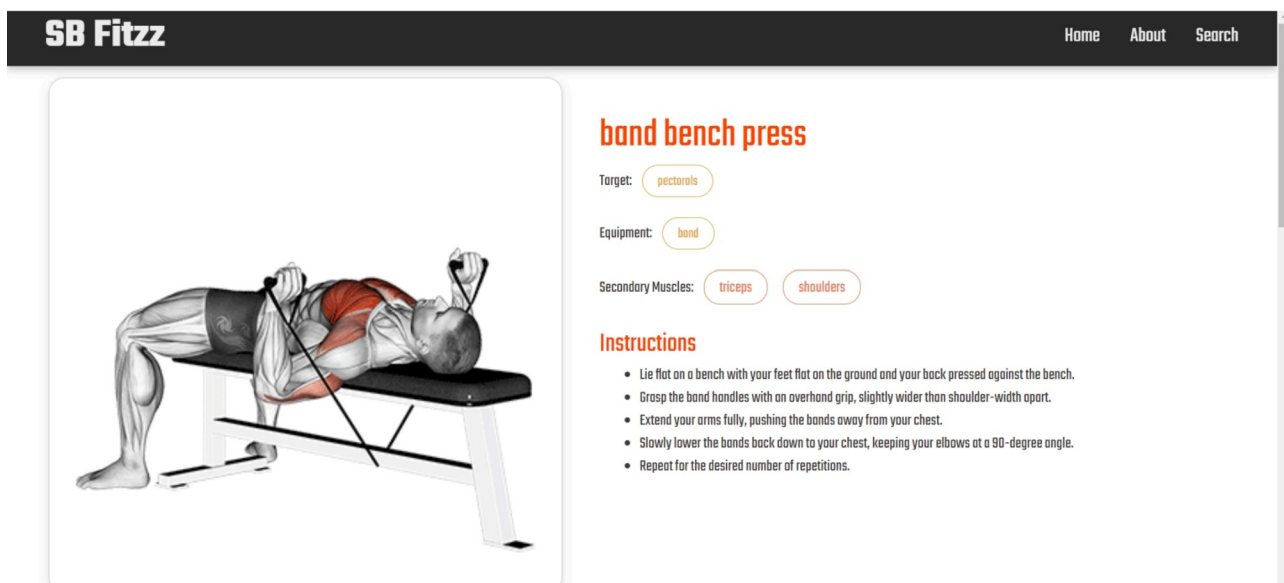 SB Fitzz
Home About Search
band bench press
Target: pectorals
Equipment: band
Secondary Muscles: triceps shoulders
Instructions
Lie flat on a bench with your feet flat on the ground and your back pressed against the bench.
Grasp the band handles with an overhand grip, slightly wider than shoulder-width apart.
Extend your arms fully, pushing the bands away from your chest.
Slowly lower the bands back down to your chest, keeping your elbows at a 90-degree angle.
Repeat for the desired number of repetitions.